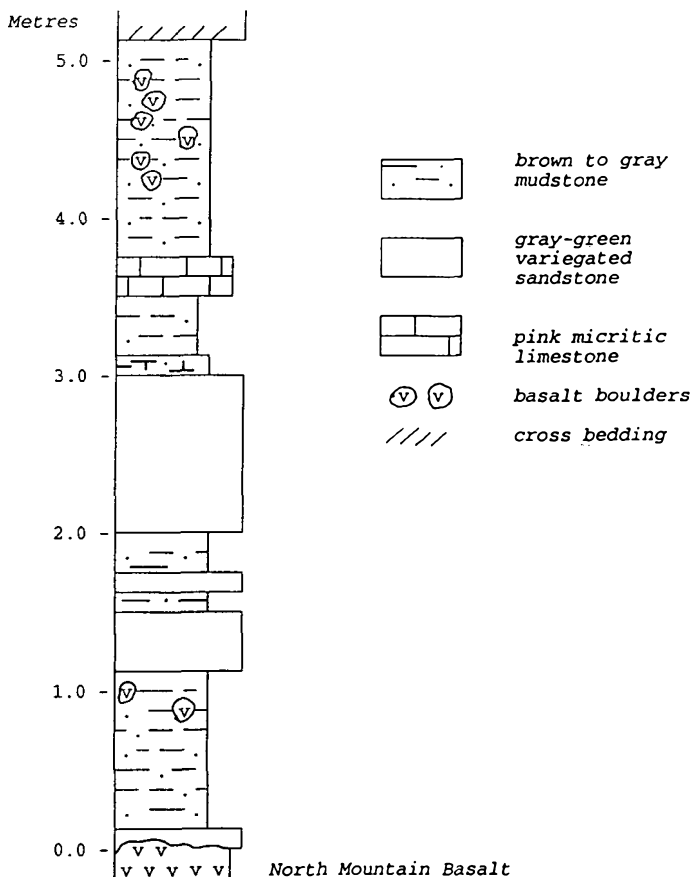 Metres
5.0 -
4.0 -
3.0 -
2.0 -
1.0 -
0.0 -
brown to gray
mudstone
gray-green
variegated
sandstone
pink micritic
limestone
v v basalt boulders
cross bedding
v
v
v
v
v
v
v
v
v v
v v v v v North Mountain Basalt